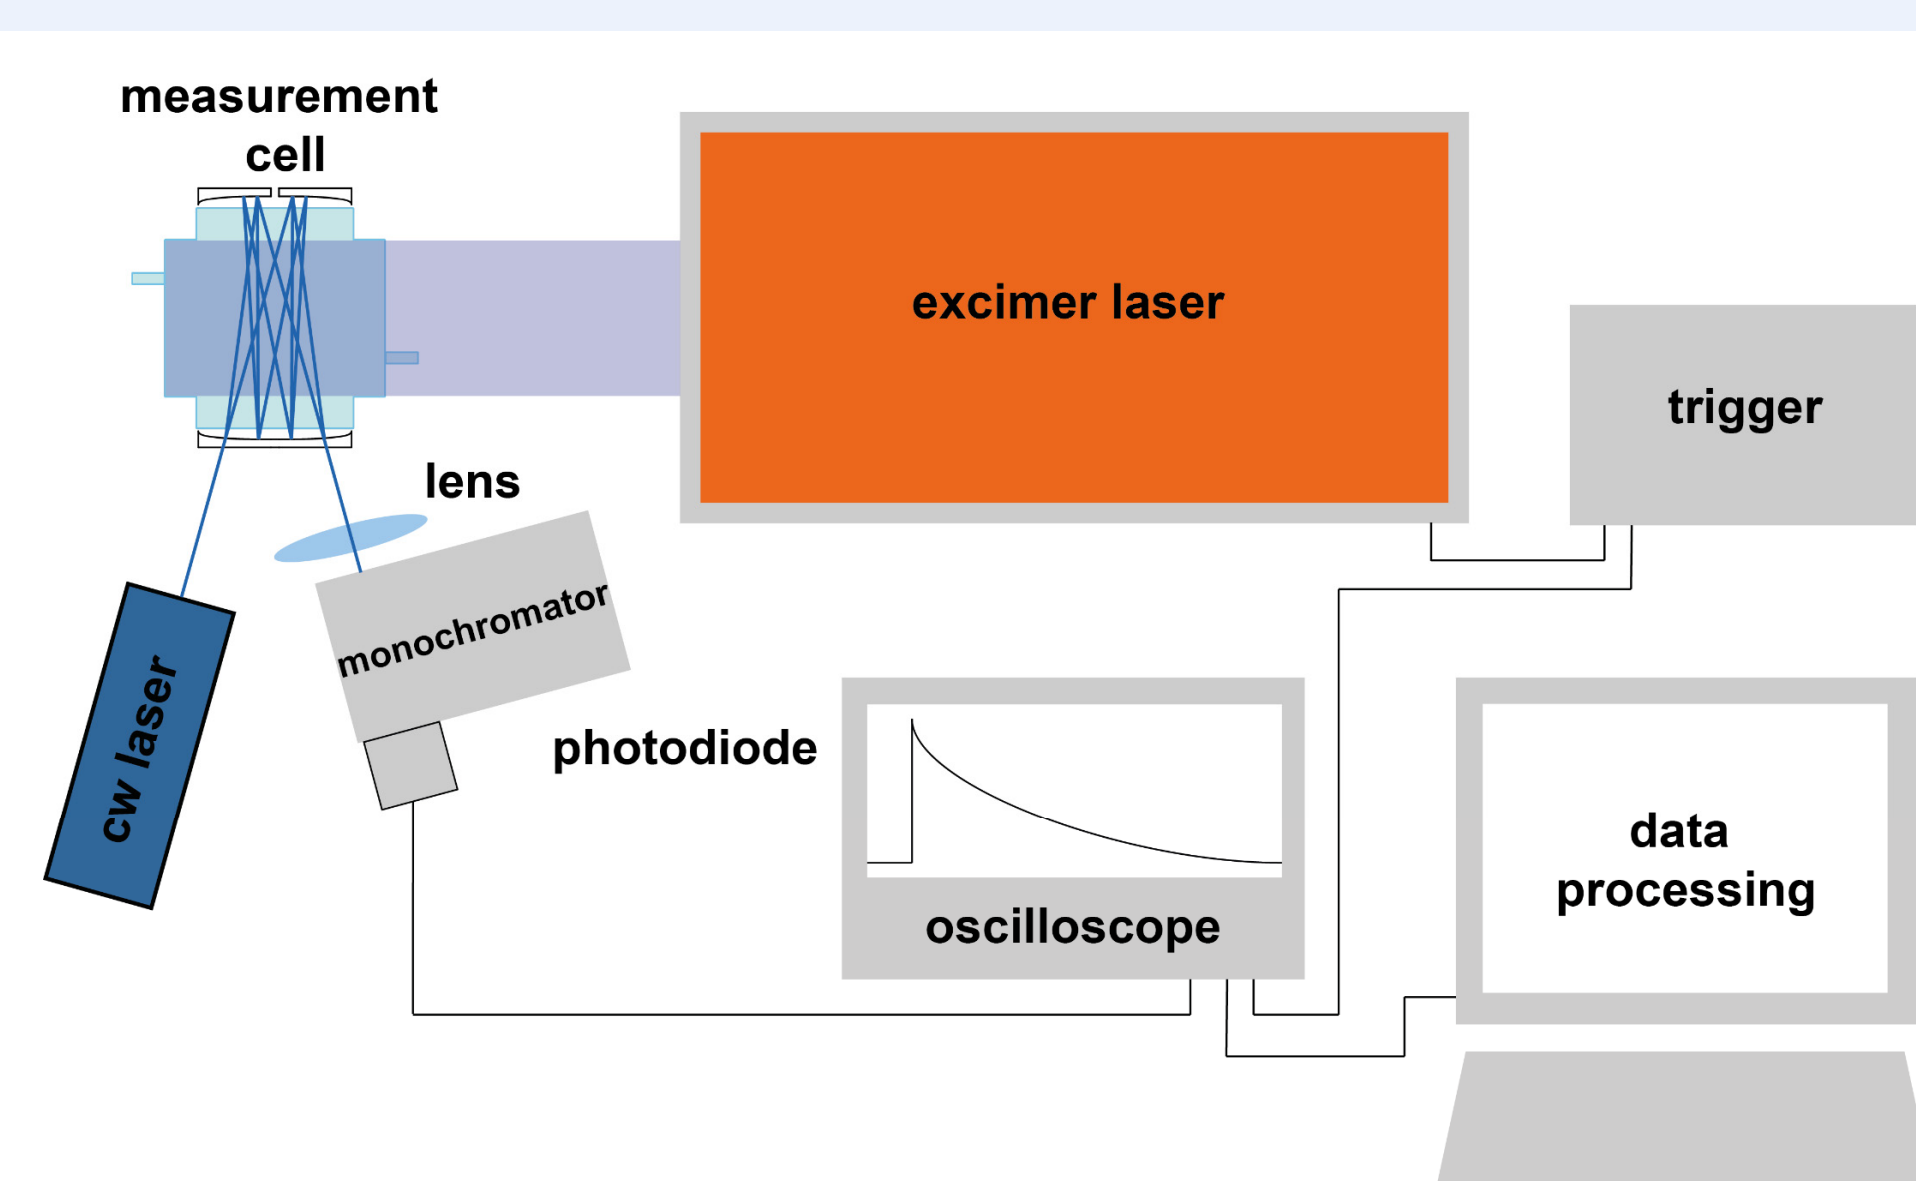 measurement
cell
excimer laser
trigger
lens
monochromator
cw laser
photodiode
oscilloscope
data
processing